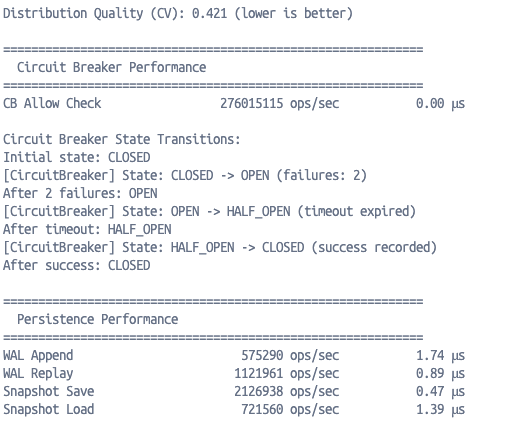 Distribution Quality (CV): 0.421 (lower is better)
============================================================
  Circuit Breaker Performance
============================================================
CB Allow Check                 276015115 ops/sec           0.00 µs
Circuit Breaker State Transitions:
Initial state: CLOSED
[CircuitBreaker] State: CLOSED -> OPEN (failures: 2)
After 2 failures: OPEN
[CircuitBreaker] State: OPEN -> HALF_OPEN (timeout expired)
After timeout: HALF_OPEN
[CircuitBreaker] State: HALF_OPEN -> CLOSED (success recorded)
After success: CLOSED
============================================================
  Persistence Performance
============================================================
WAL Append                        575290 ops/sec           1.74 µs
WAL Replay                       1121961 ops/sec           0.89 µs
Snapshot Save                    2126938 ops/sec           0.47 µs
Snapshot Load                     721560 ops/sec           1.39 µs